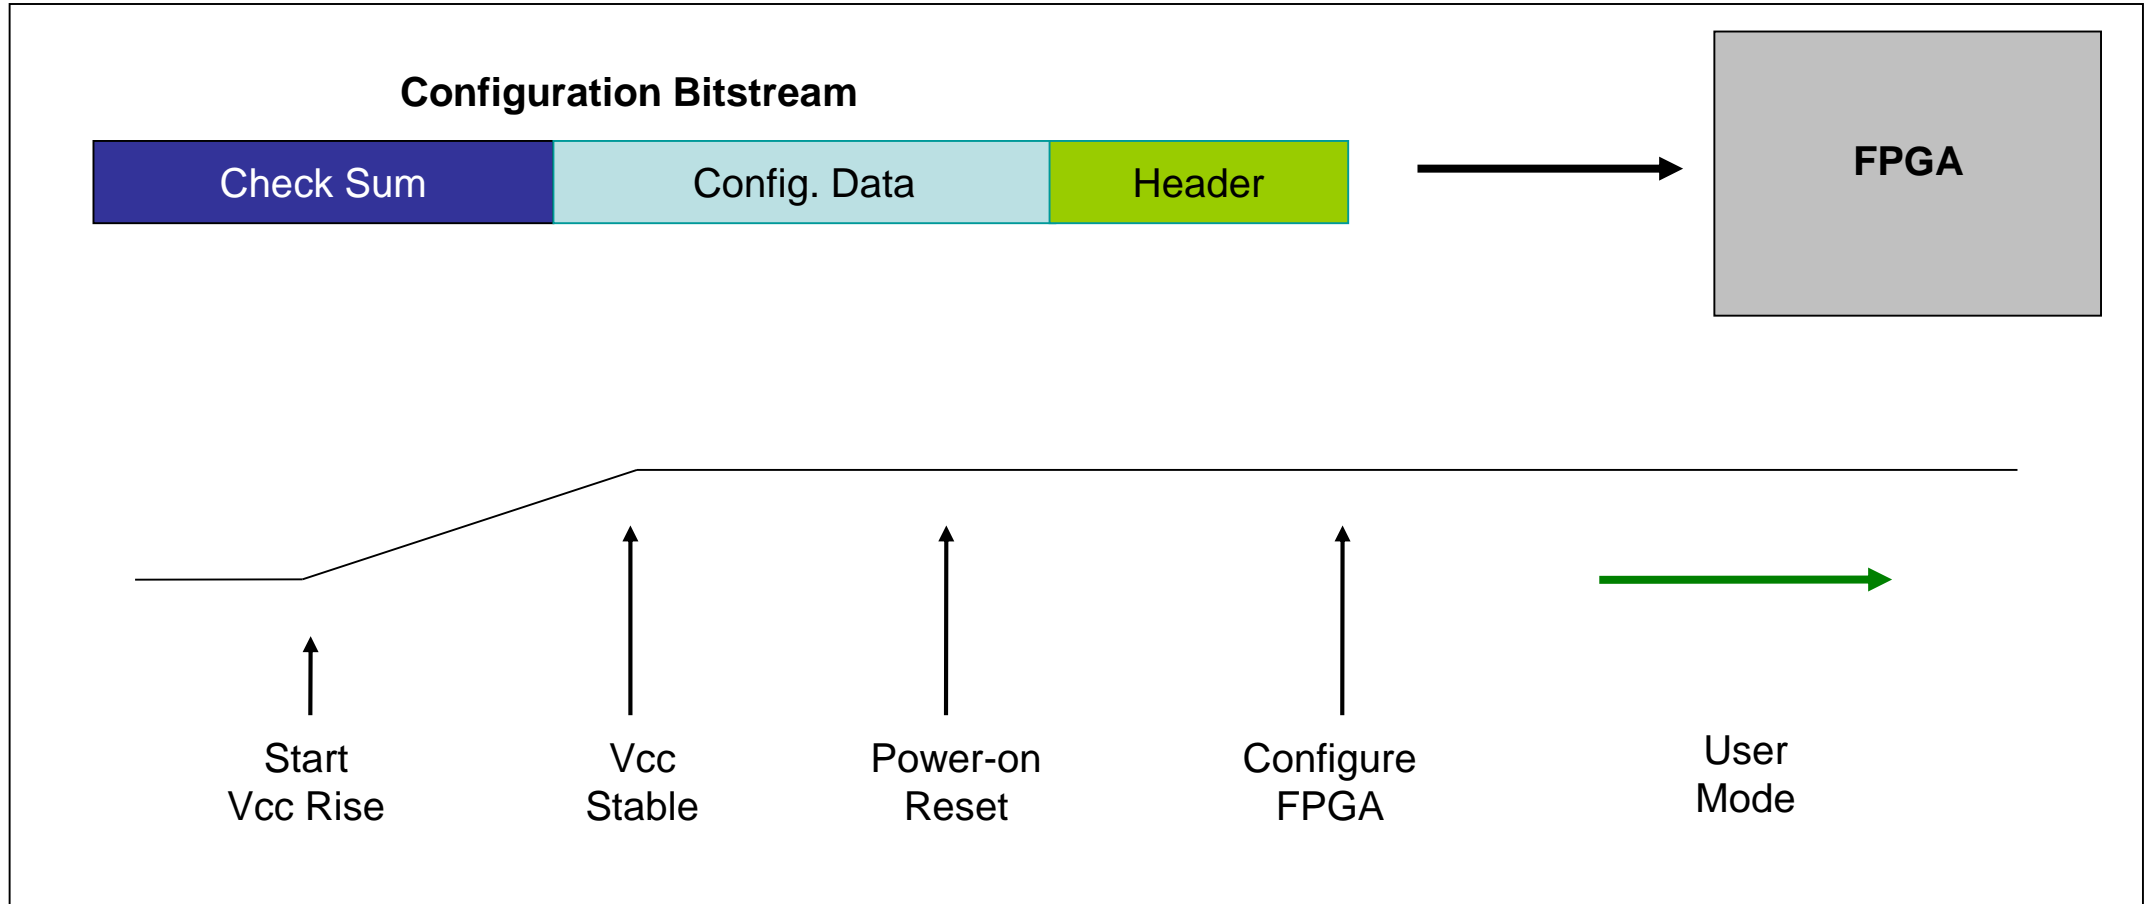 Configuration Bitstream
Check Sum
Config. Data
Header
FPGA
Start
Vcc Rise
Vcc
Stable
Power-on
Reset
Configure
FPGA
User
Mode